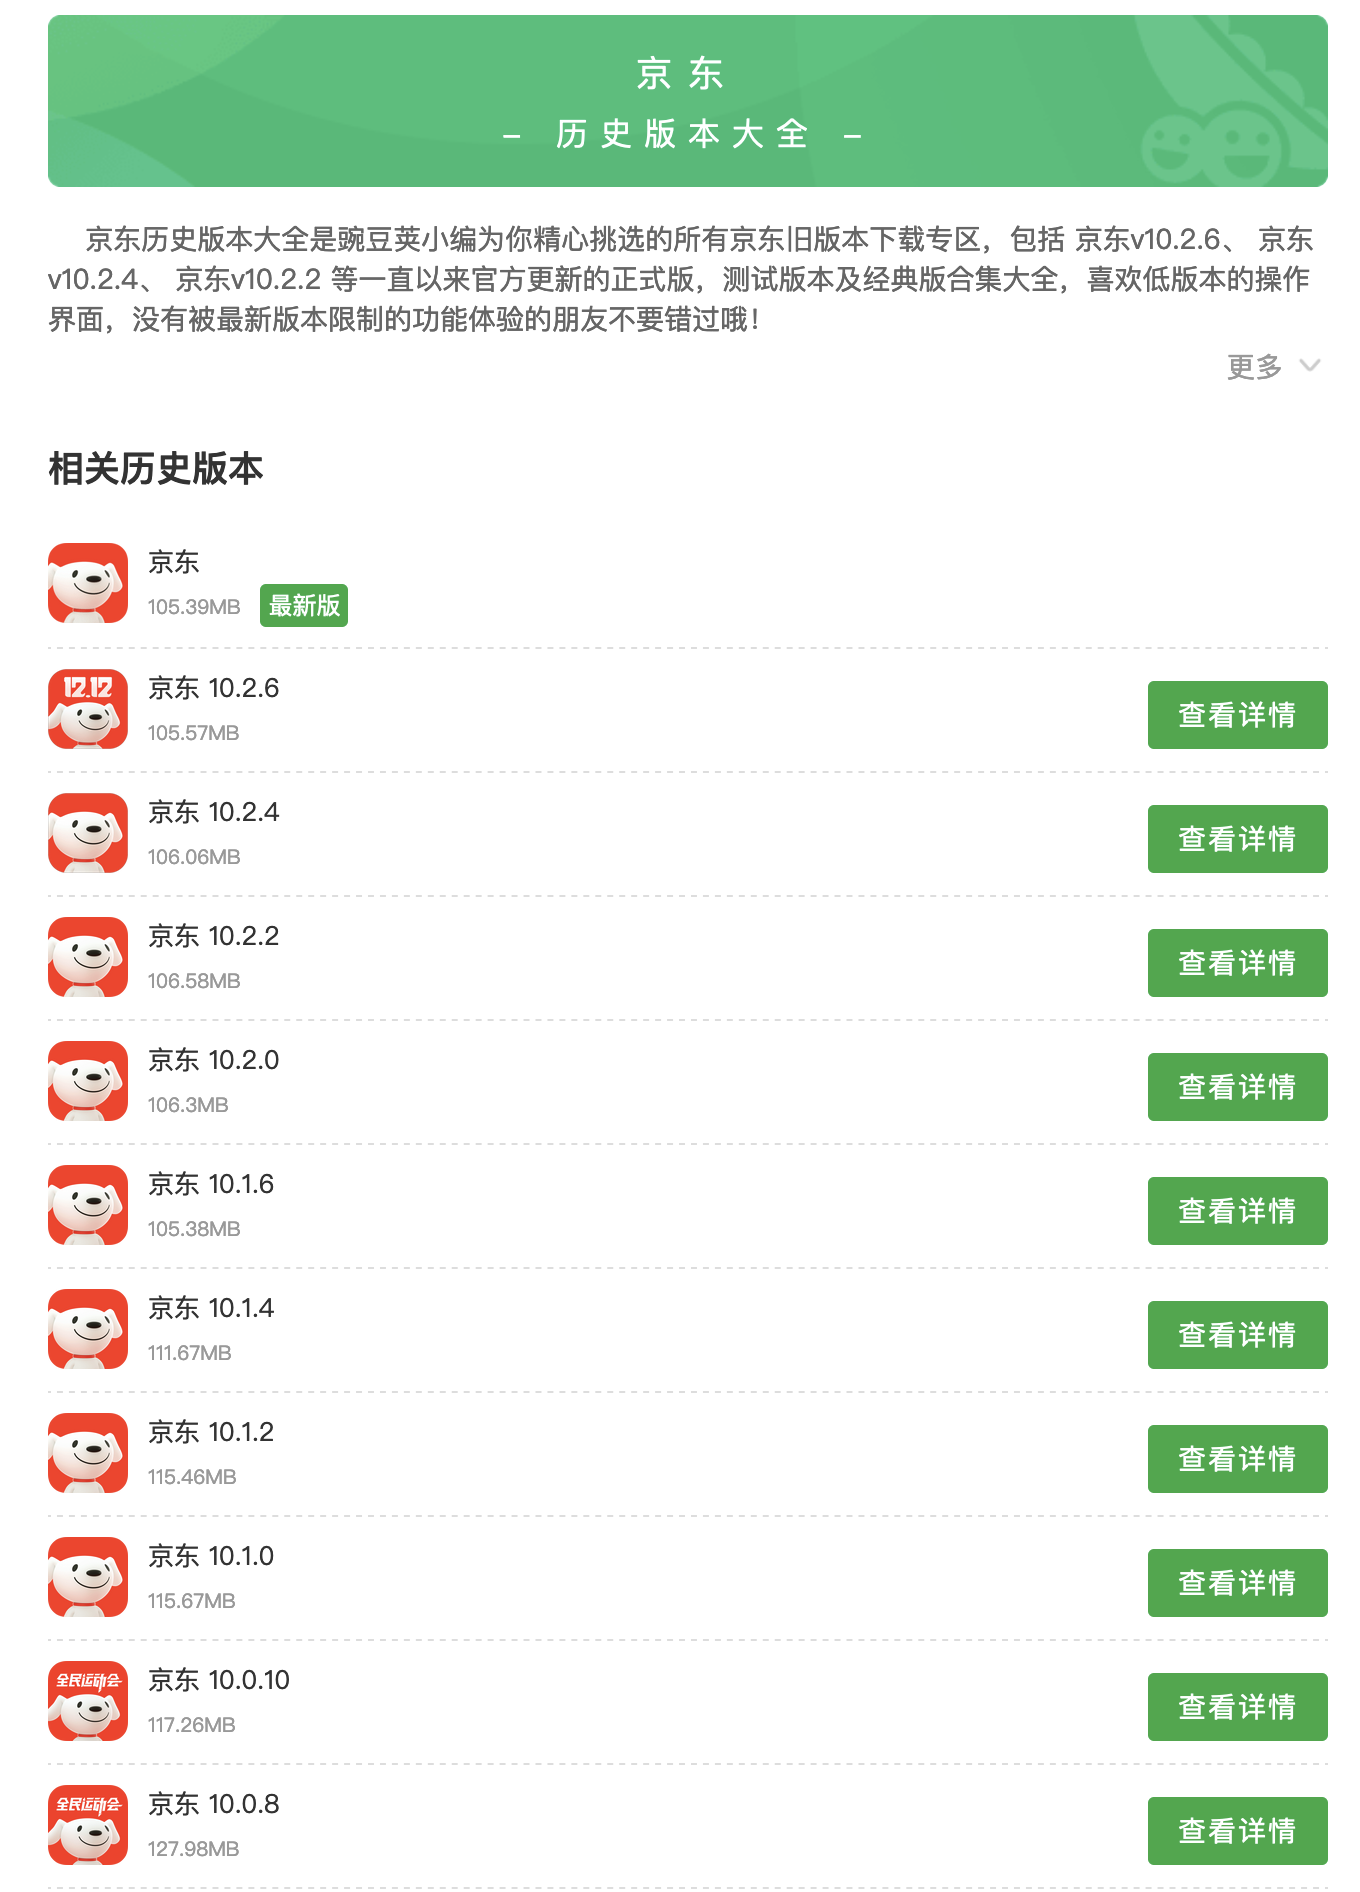 京东
– 历史版本大全 –
京东历史版本大全是豌豆荚小编为你精心挑选的所有京东旧版本下载专区，包括 京东v10.2.6、 京东
v10.2.4、 京东v10.2.2 等一直以来官方更新的正式版，测试版本及经典版合集大全，喜欢低版本的操作
界面，没有被最新版本限制的功能体验的朋友不要错过哦！
更多
相关历史版本
京东
105.39MB 最新版
12.12
京东 10.2.6
105.57MB
查看详情
京东 10.2.4
106.06MB
查看详情
京东 10.2.2
106.58MB
查看详情
京东 10.2.0
106.3MB
查看详情
京东 10.1.6
105.38MB
查看详情
京东 10.1.4
111.67MB
查看详情
京东 10.1.2
115.46MB
查看详情
京东 10.1.0
115.67MB
查看详情
全民运动会
京东 10.0.10
117.26MB
查看详情
全民运动会
京东 10.0.8
127.98MB
查看详情